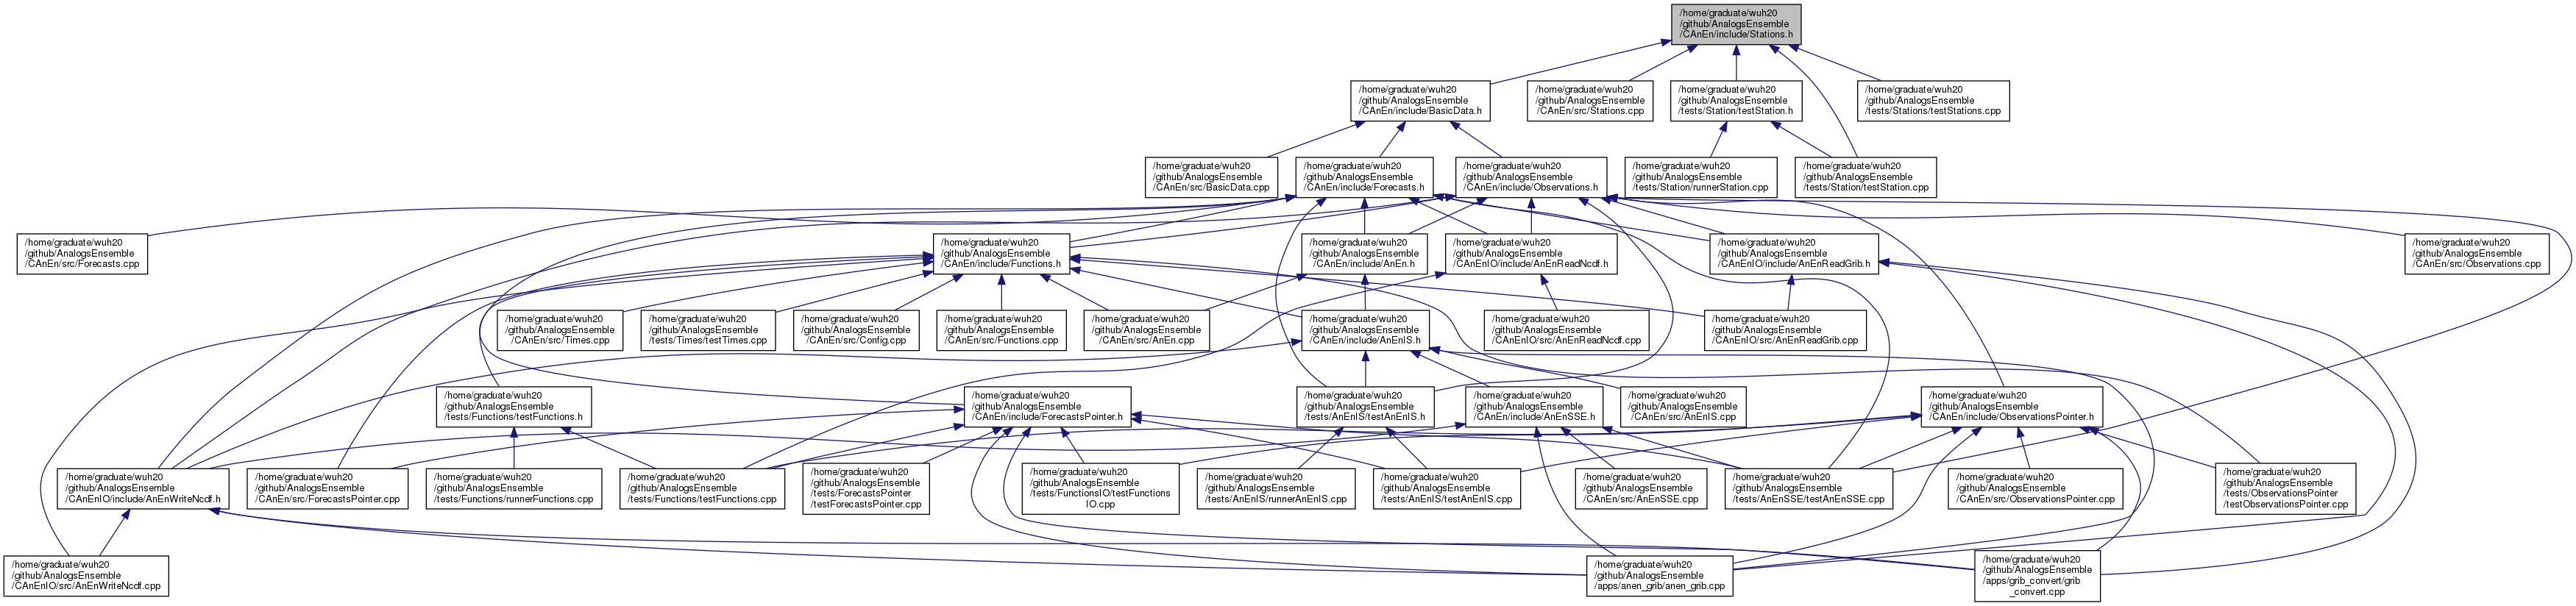 /home/graduate/wuh20
/github/AnalogsEnsemble
/CAnEn/include/Stations.h
/home/graduate/wuh20
/github/AnalogsEnsemble
/CAnEn/include/BasicData.h
/home/graduate/wuh20
/github/AnalogsEnsemble
/CAnEn/src/Stations.cpp
/home/graduate/wuh20
/github/AnalogsEnsemble
/tests/Station/testStation.h
/home/graduate/wuh20
/github/AnalogsEnsemble
/tests/Stations/testStations.cpp
/home/graduate/wuh20
/github/AnalogsEnsemble
/CAnEn/src/BasicData.cpp
/home/graduate/wuh20
/github/AnalogsEnsemble
/CAnEn/include/Forecasts.h
/home/graduate/wuh20
/github/AnalogsEnsemble
/CAnEn/include/Observations.h
/home/graduate/wuh20
/github/AnalogsEnsemble
/tests/Station/runnerStation.cpp
/home/graduate/wuh20
/github/AnalogsEnsemble
/tests/Station/testStation.cpp
/home/graduate/wuh20
/github/AnalogsEnsemble
/CAnEn/src/Forecasts.cpp
/home/graduate/wuh20
/github/AnalogsEnsemble
/CAnEn/include/Functions.h
/home/graduate/wuh20
/github/AnalogsEnsemble
/CAnEn/include/AnEn.h
/home/graduate/wuh20
/github/AnalogsEnsemble
/CAnEnIO/include/AnEnReadNcdf.h
/home/graduate/wuh20
/github/AnalogsEnsemble
/CAnEnIO/include/AnEnReadGrib.h
/home/graduate/wuh20
/github/AnalogsEnsemble
/CAnEn/src/Observations.cpp
/home/graduate/wuh20
/github/AnalogsEnsemble
/CAnEn/src/Times.cpp
/home/graduate/wuh20
/github/AnalogsEnsemble
/tests/Times/testTimes.cpp
/home/graduate/wuh20
/github/AnalogsEnsemble
/CAnEn/src/Config.cpp
/home/graduate/wuh20
/github/AnalogsEnsemble
/CAnEn/src/Functions.cpp
/home/graduate/wuh20
/github/AnalogsEnsemble
/CAnEn/src/AnEn.cpp
/home/graduate/wuh20
/github/AnalogsEnsemble
/CAnEn/include/AnEnIS.h
/home/graduate/wuh20
/github/AnalogsEnsemble
/CAnEnIO/src/AnEnReadNcdf.cpp
/home/graduate/wuh20
/github/AnalogsEnsemble
/CAnEnIO/src/AnEnReadGrib.cpp
/home/graduate/wuh20
/github/AnalogsEnsemble
/tests/Functions/testFunctions.h
/home/graduate/wuh20
/github/AnalogsEnsemble
/CAnEn/include/ForecastsPointer.h
/home/graduate/wuh20
/github/AnalogsEnsemble
/tests/AnEnIS/testAnEnIS.h
/home/graduate/wuh20
/github/AnalogsEnsemble
/CAnEn/include/AnEnSSE.h
/home/graduate/wuh20
/github/AnalogsEnsemble
/CAnEn/src/AnEnIS.cpp
/home/graduate/wuh20
/github/AnalogsEnsemble
/CAnEn/include/ObservationsPointer.h
/home/graduate/wuh20
/github/AnalogsEnsemble
/CAnEnIO/include/AnEnWriteNcdf.h
/home/graduate/wuh20
/github/AnalogsEnsemble
/CAnEn/src/ForecastsPointer.cpp
/home/graduate/wuh20
/github/AnalogsEnsemble
/tests/Functions/runnerFunctions.cpp
/home/graduate/wuh20
/github/AnalogsEnsemble
/tests/Functions/testFunctions.cpp
/home/graduate/wuh20
/github/AnalogsEnsemble
/tests/ForecastsPointer
/testForecastsPointer.cpp
/home/graduate/wuh20
/github/AnalogsEnsemble
/tests/FunctionsIO/testFunctions
IO.cpp
/home/graduate/wuh20
/github/AnalogsEnsemble
/tests/AnEnIS/runnerAnEnIS.cpp
/home/graduate/wuh20
/github/AnalogsEnsemble
/tests/AnEnIS/testAnEnIS.cpp
/home/graduate/wuh20
/github/AnalogsEnsemble
/CAnEn/src/AnEnSSE.cpp
/home/graduate/wuh20
/github/AnalogsEnsemble
/tests/AnEnSSE/testAnEnSSE.cpp
/home/graduate/wuh20
/github/AnalogsEnsemble
/CAnEn/src/ObservationsPointer.cpp
/home/graduate/wuh20
/github/AnalogsEnsemble
/tests/ObservationsPointer
/testObservationsPointer.cpp
/home/graduate/wuh20
/github/AnalogsEnsemble
/CAnEnIO/src/AnEnWriteNcdf.cpp
/home/graduate/wuh20
/github/AnalogsEnsemble
/apps/anen_grib/anen_grib.cpp
/home/graduate/wuh20
/github/AnalogsEnsemble
/apps/grib_convert/grib
_convert.cpp